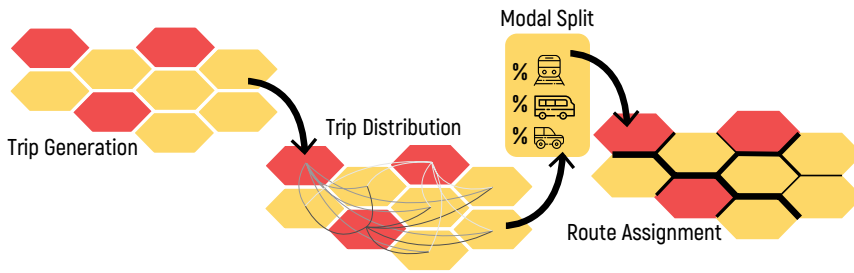 Modal Split
%
%
%
Trip Generation
Trip Distribution
Route Assignment